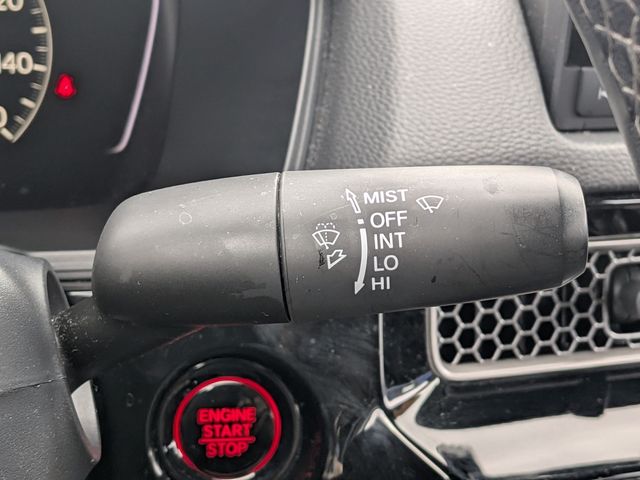 140
MIST
OFF
INT
LO
HI
ENGINE
START
STOP